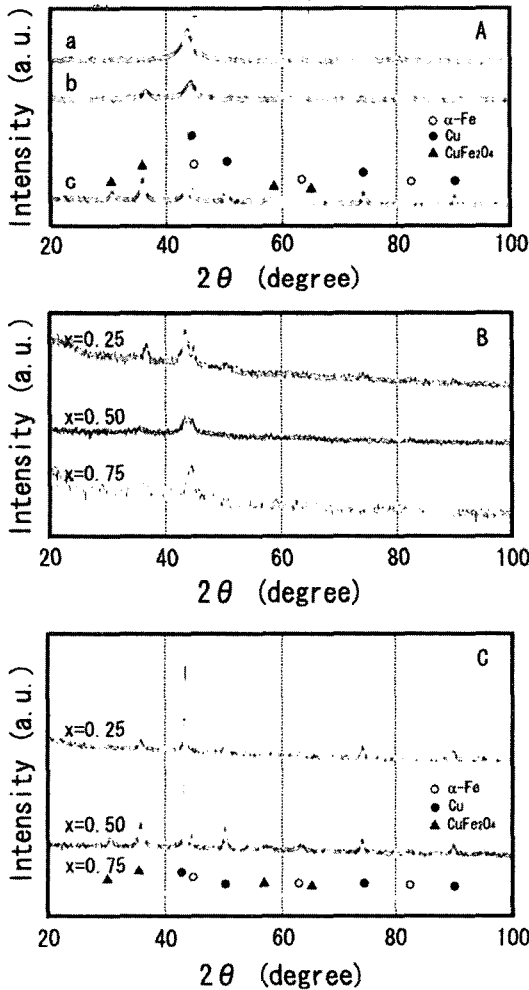 A
a
b
c
Intensity (a.u.)
○ α-Fe
● Cu
▲ CuFe₂O₄
20 40 60 80 100
2θ (degree)
B
x=0.25
x=0.50
x=0.75
Intensity (a.u.)
20 40 60 80 100
2θ (degree)
C
x=0.25
x=0.50
x=0.75
Intensity (a.u.)
○ α-Fe
● Cu
▲ CuFe₂O₄
20 40 60 80 100
2θ (degree)